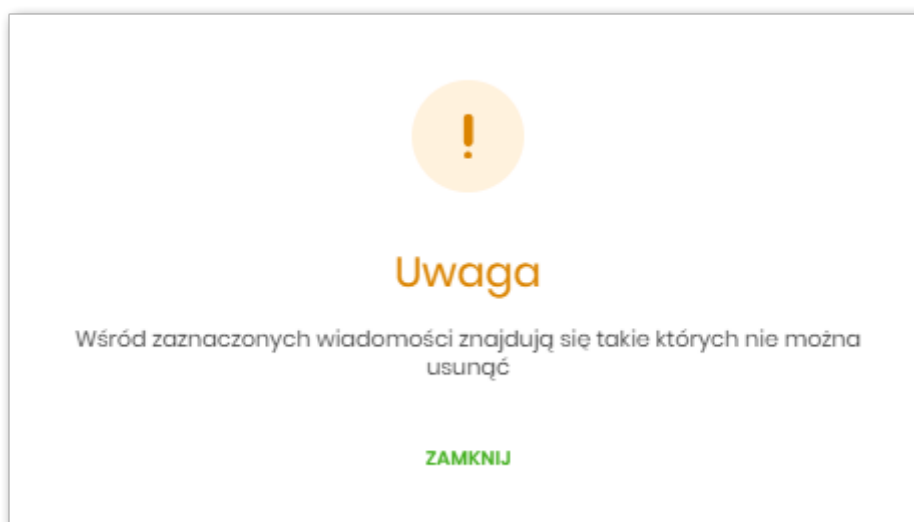 !
Uwaga
Wśród zaznaczonych wiadomości znajdują się takie których nie można
usunąć
ZAMKNIJ